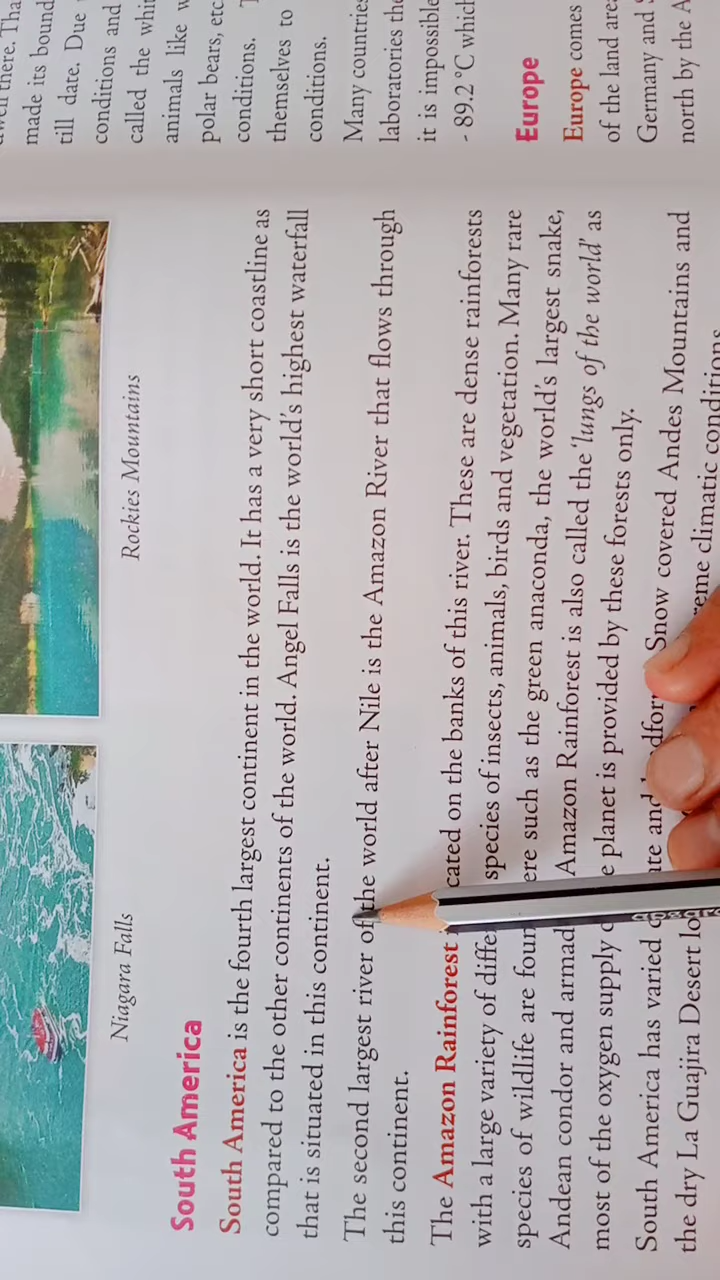 Niagara Falls
Rockies Mountains
South America
South America is the fourth largest continent in the world. It has a very short coastline as
compared to the other continents of the world. Angel Falls is the world's highest waterfall
that is situated in this continent.
The second largest river of the world after Nile is the Amazon River that flows through
this continent.
The Amazon Rainforest cated on the banks of this river. These are dense rainforests
with a large variety of diffe species of insects, animals, birds and vegetation. Many rare
species of wildlife are foun ere such as the green anaconda, the world's largest snake,
Andean condor and armad Amazon Rainforest is also called the 'lungs of the world' as
most of the oxygen supply e planet is provided by these forests only.
South America has varied and Snow covered Andes Mountains and
the dry La Guajira Desert reme climatic conditions
well there. Tha
made its bound
till date. Due
conditions and
called the whi
animals like w
polar bears, etc
conditions.
themselves to
conditions.
Many countries
laboratories the
it is impossible
- 89.2 °C which
Europe
Europe comes
of the land are
Germany and
north by the A